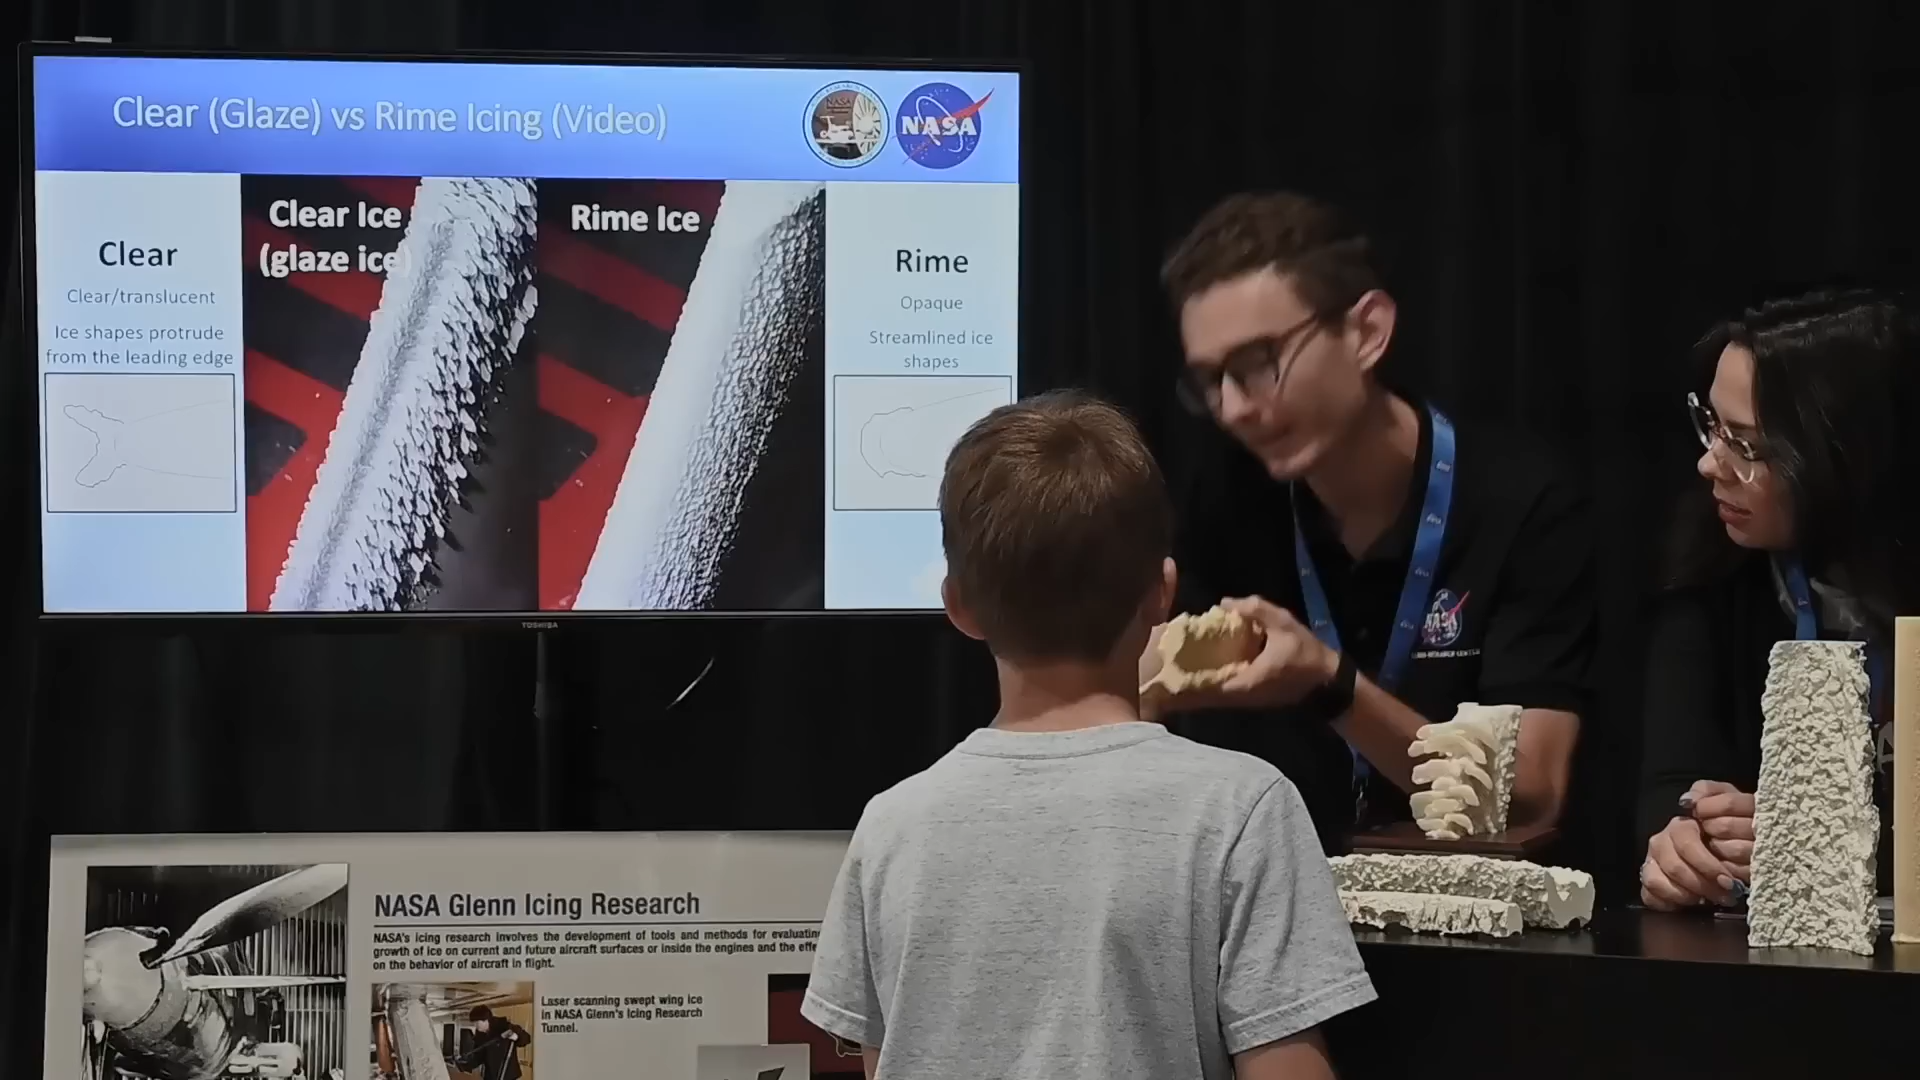 Clear (Glaze) vs Rime Icing (Video)
NASA
NASA
Clear Ice
(glaze ice)
Rime Ice
Clear
Clear/translucent
Ice shapes protrude
from the leading edge
Rime
Opaque
Streamlined ice
shapes
TOSHIBA
NASA
NASA Glenn Icing Research
NASA's icing research involves the development of tools and methods for evaluating
growth of ice on current and future aircraft surfaces or inside the engines and the
on the behavior of aircraft in flight.
Laser scanning swept wing ice
in NASA Glenn's Icing Research
Tunnel.